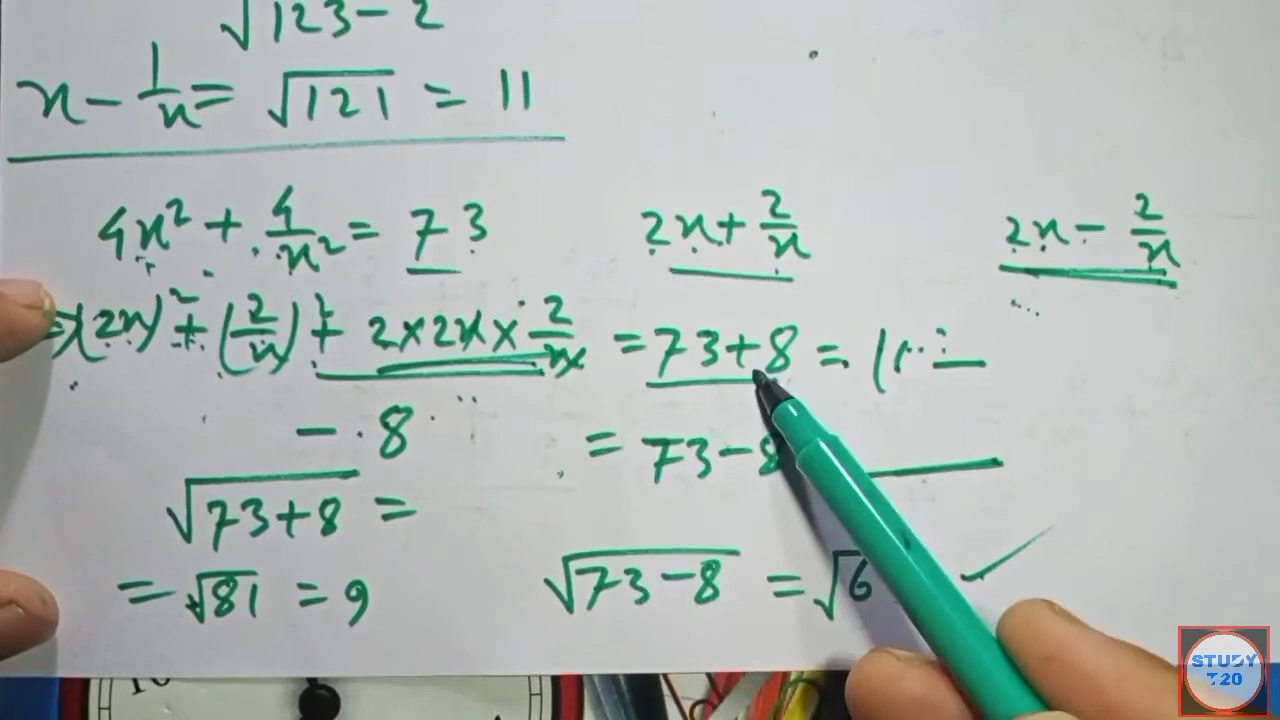 √123 - 2
x - 1/x = √121 = 11
4x² + 4/x² = 73
2x + 2/x
2x - 2/x
(2x)² + (2/x)² + 2×2x× 2/x = 73+8 =
- 8
= 73-8
√73+8 =
= √81 = 9
√73-8 = √6
STUDY
T20